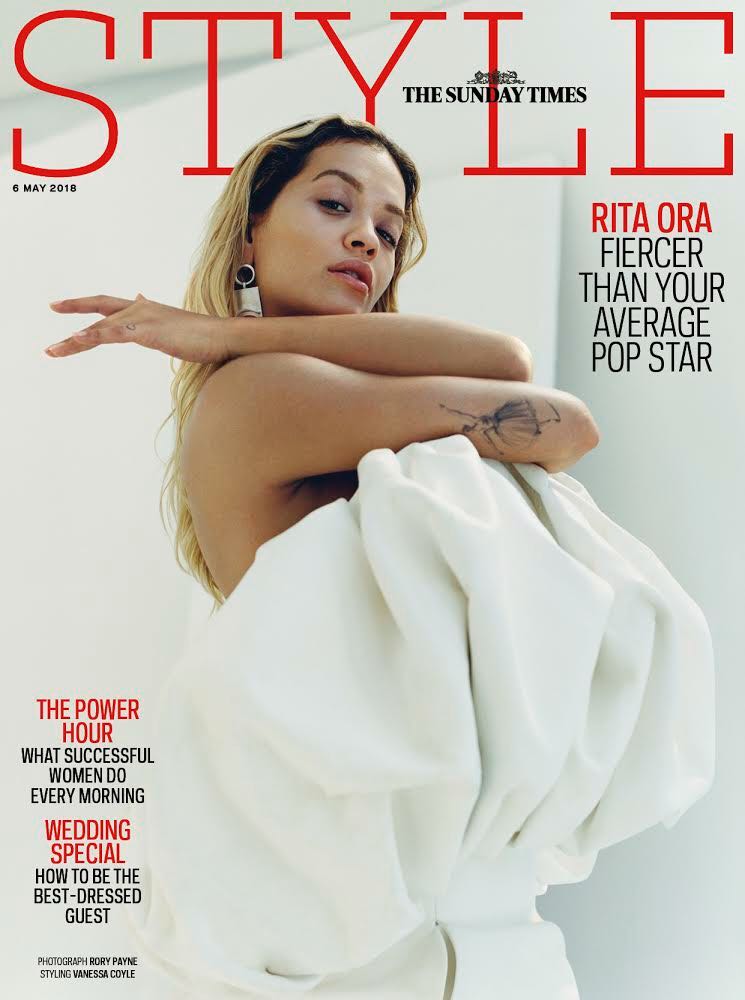 STYLE
THE SUNDAY TIMES
6 MAY 2018
RITA ORA
FIERCER
THAN YOUR
AVERAGE
POP STAR
THE POWER
HOUR
WHAT SUCCESSFUL
WOMEN DO
EVERY MORNING
WEDDING
SPECIAL
HOW TO BE THE
BEST-DRESSED
GUEST
PHOTOGRAPH RORY PAYNE
STYLING VANESSA COYLE